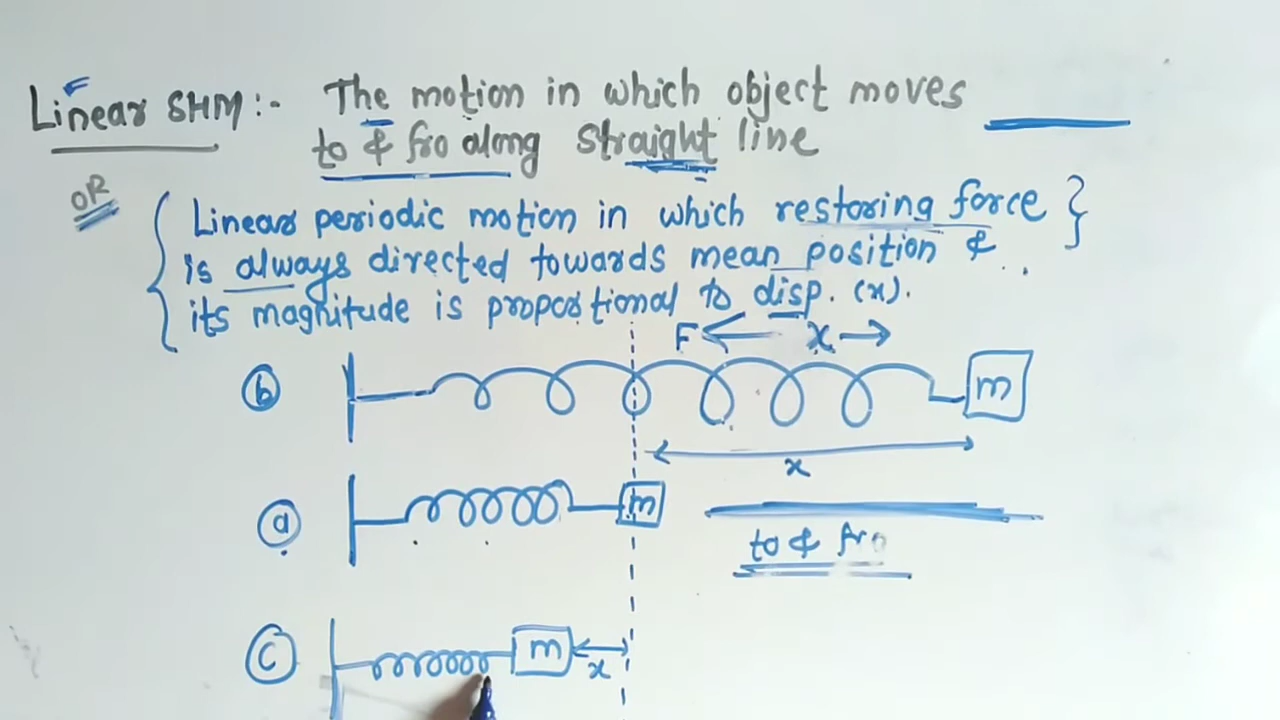 Linear SHM:- The motion in which object moves
to & fro along straight line
OR
Linear periodic motion in which restoring force
is always directed towards mean position &
its magnitude is proportional to disp. (x).
F x
b m
x
a m
to & fro
c m
x